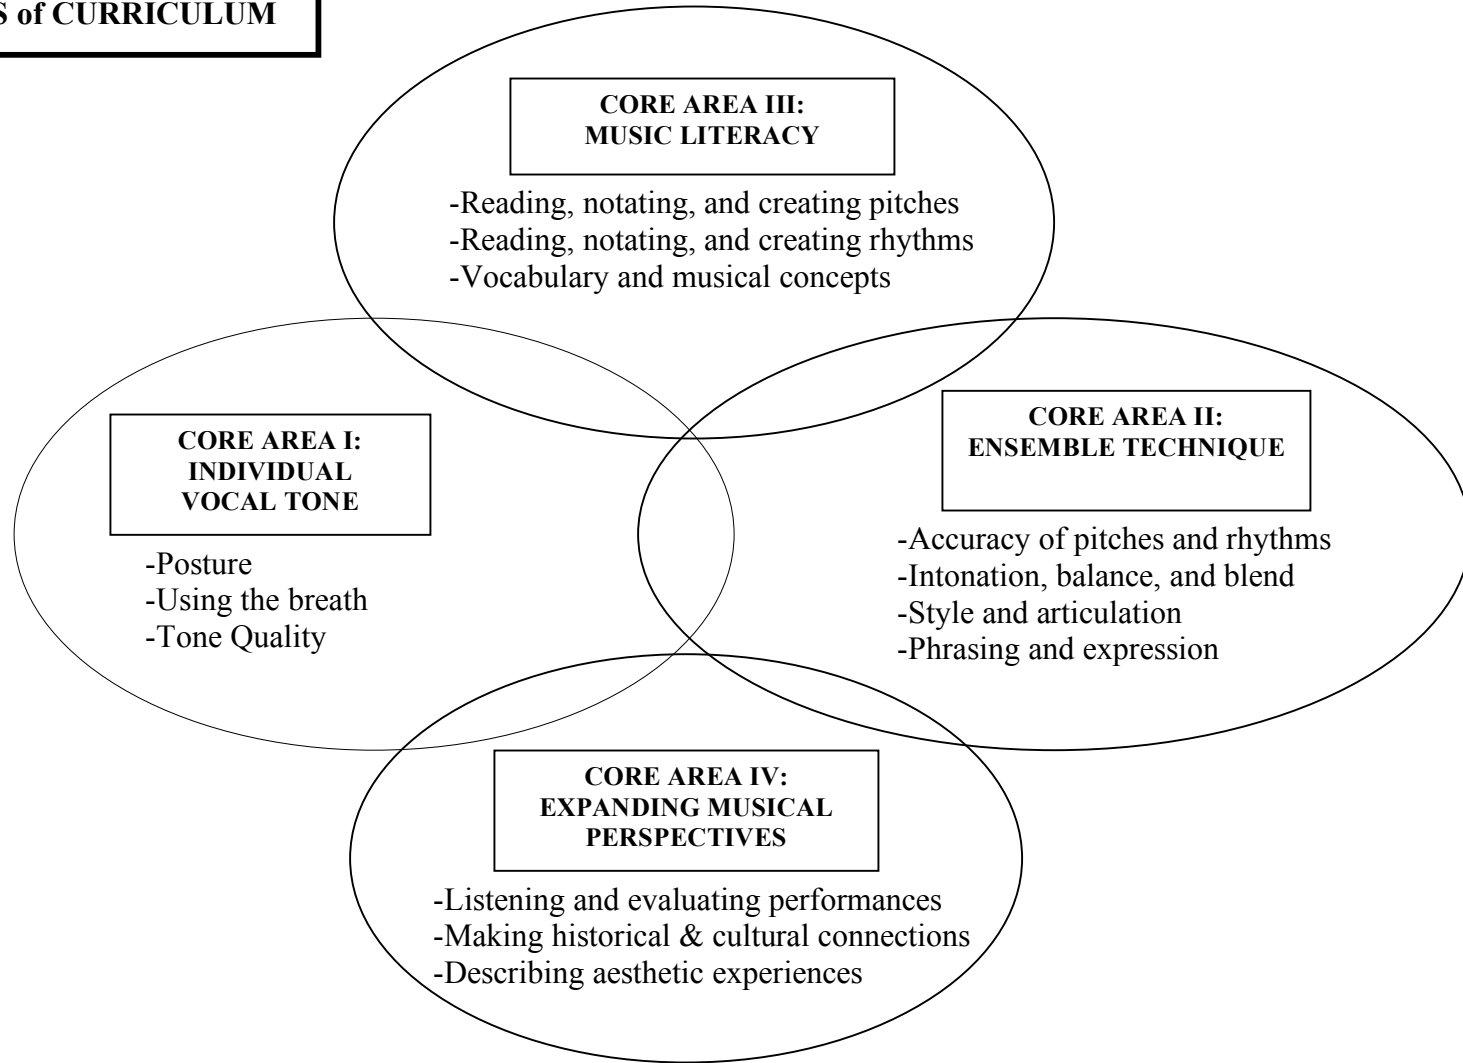 of CURRICULUM
CORE AREA III:
MUSIC LITERACY
-Reading, notating, and creating pitches
-Reading, notating, and creating rhythms
-Vocabulary and musical concepts
CORE AREA I:
INDIVIDUAL
VOCAL TONE
-Posture
-Using the breath
-Tone Quality
CORE AREA II:
ENSEMBLE TECHNIQUE
-Accuracy of pitches and rhythms
-Intonation, balance, and blend
-Style and articulation
-Phrasing and expression
CORE AREA IV:
EXPANDING MUSICAL
PERSPECTIVES
-Listening and evaluating performances
-Making historical & cultural connections
-Describing aesthetic experiences